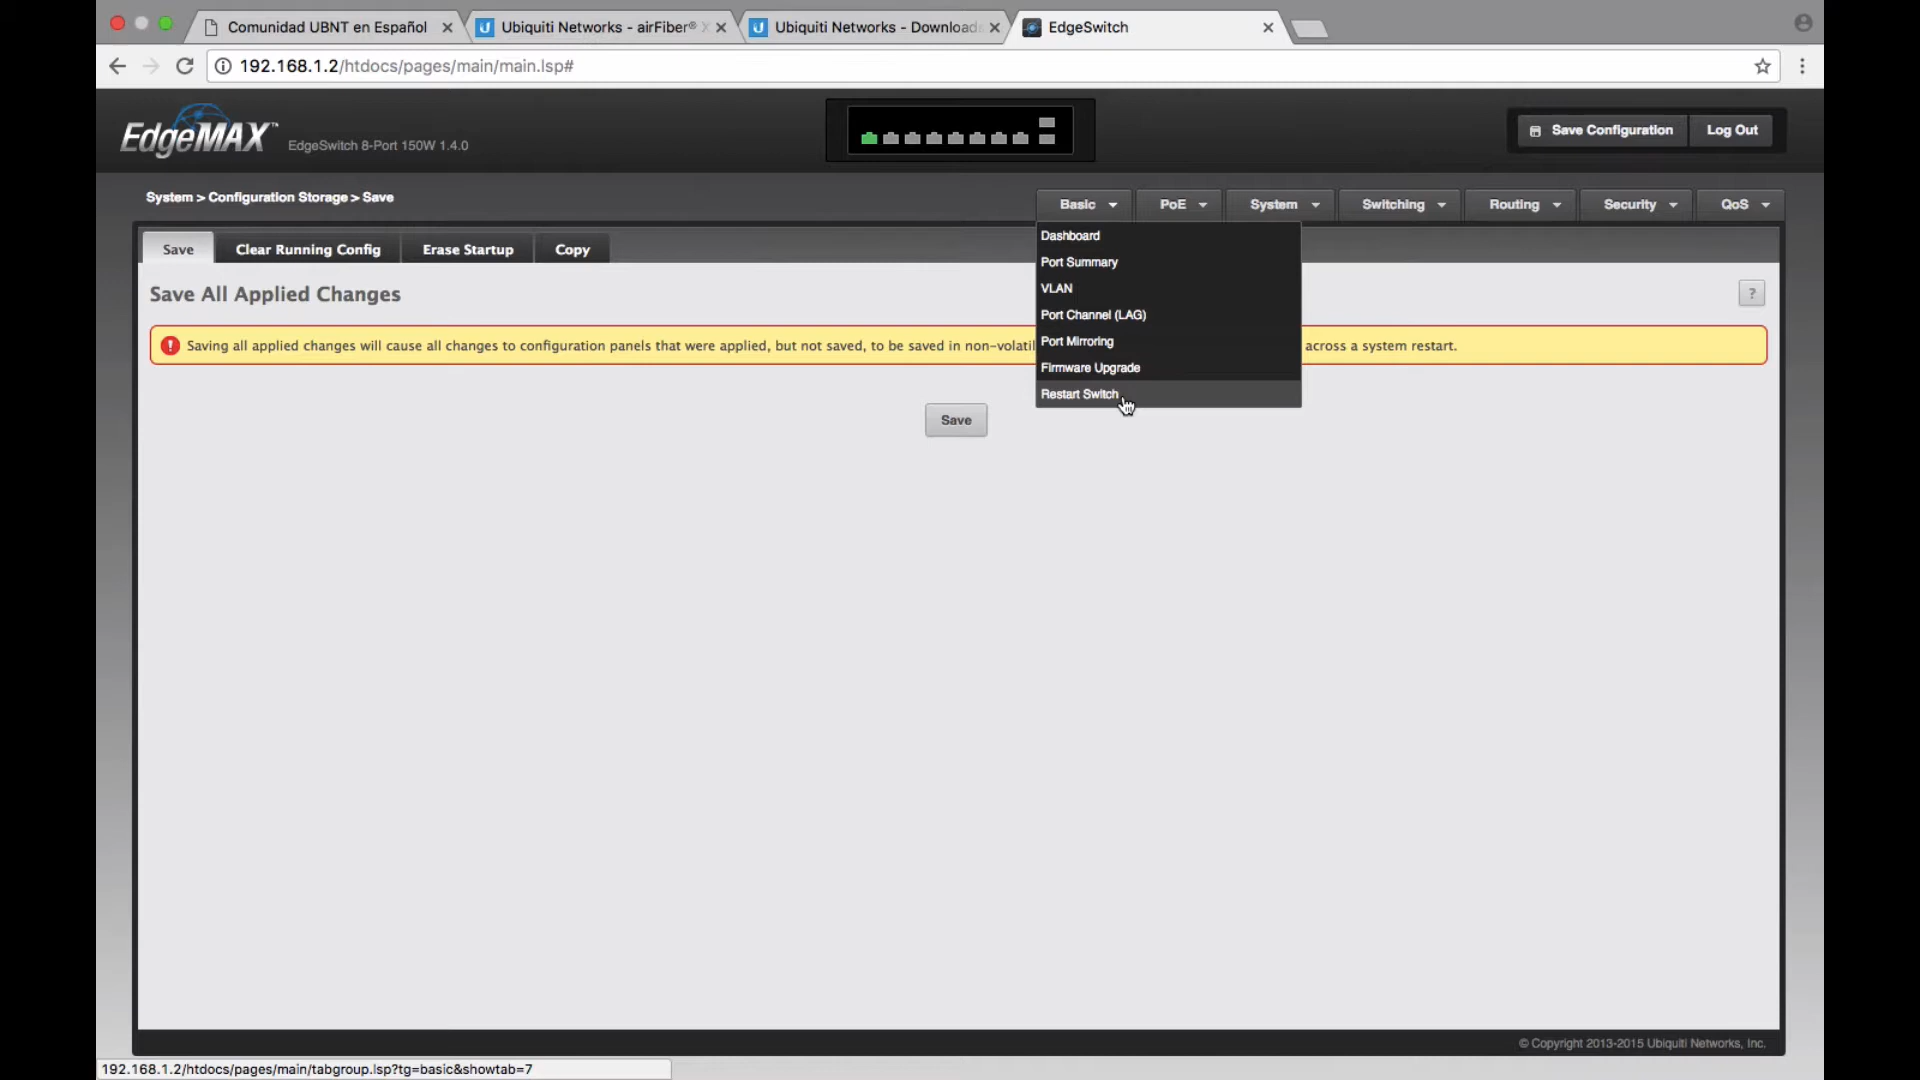 Comunidad UBNT en Español
Ubiquiti Networks - airFiber®
Ubiquiti Networks - Downloads
EdgeSwitch
192.168.1.2/htdocs/pages/main/main.lsp#
EdgeMAX™
EdgeSwitch 8-Port 150W 1.4.0
Save Configuration
Log Out
System > Configuration Storage > Save
Basic
PoE
System
Switching
Routing
Security
QoS
Save
Clear Running Config
Erase Startup
Copy
Dashboard
Port Summary
VLAN
Port Channel (LAG)
Port Mirroring
Firmware Upgrade
Restart Switch
Save All Applied Changes
?
Saving all applied changes will cause all changes to configuration panels that were applied, but not saved, to be saved in non-volati
across a system restart.
Save
© Copyright 2013-2015 Ubiquiti Networks, Inc.
192.168.1.2/htdocs/pages/main/tabgroup.lsp?tg=basic&showtab=7